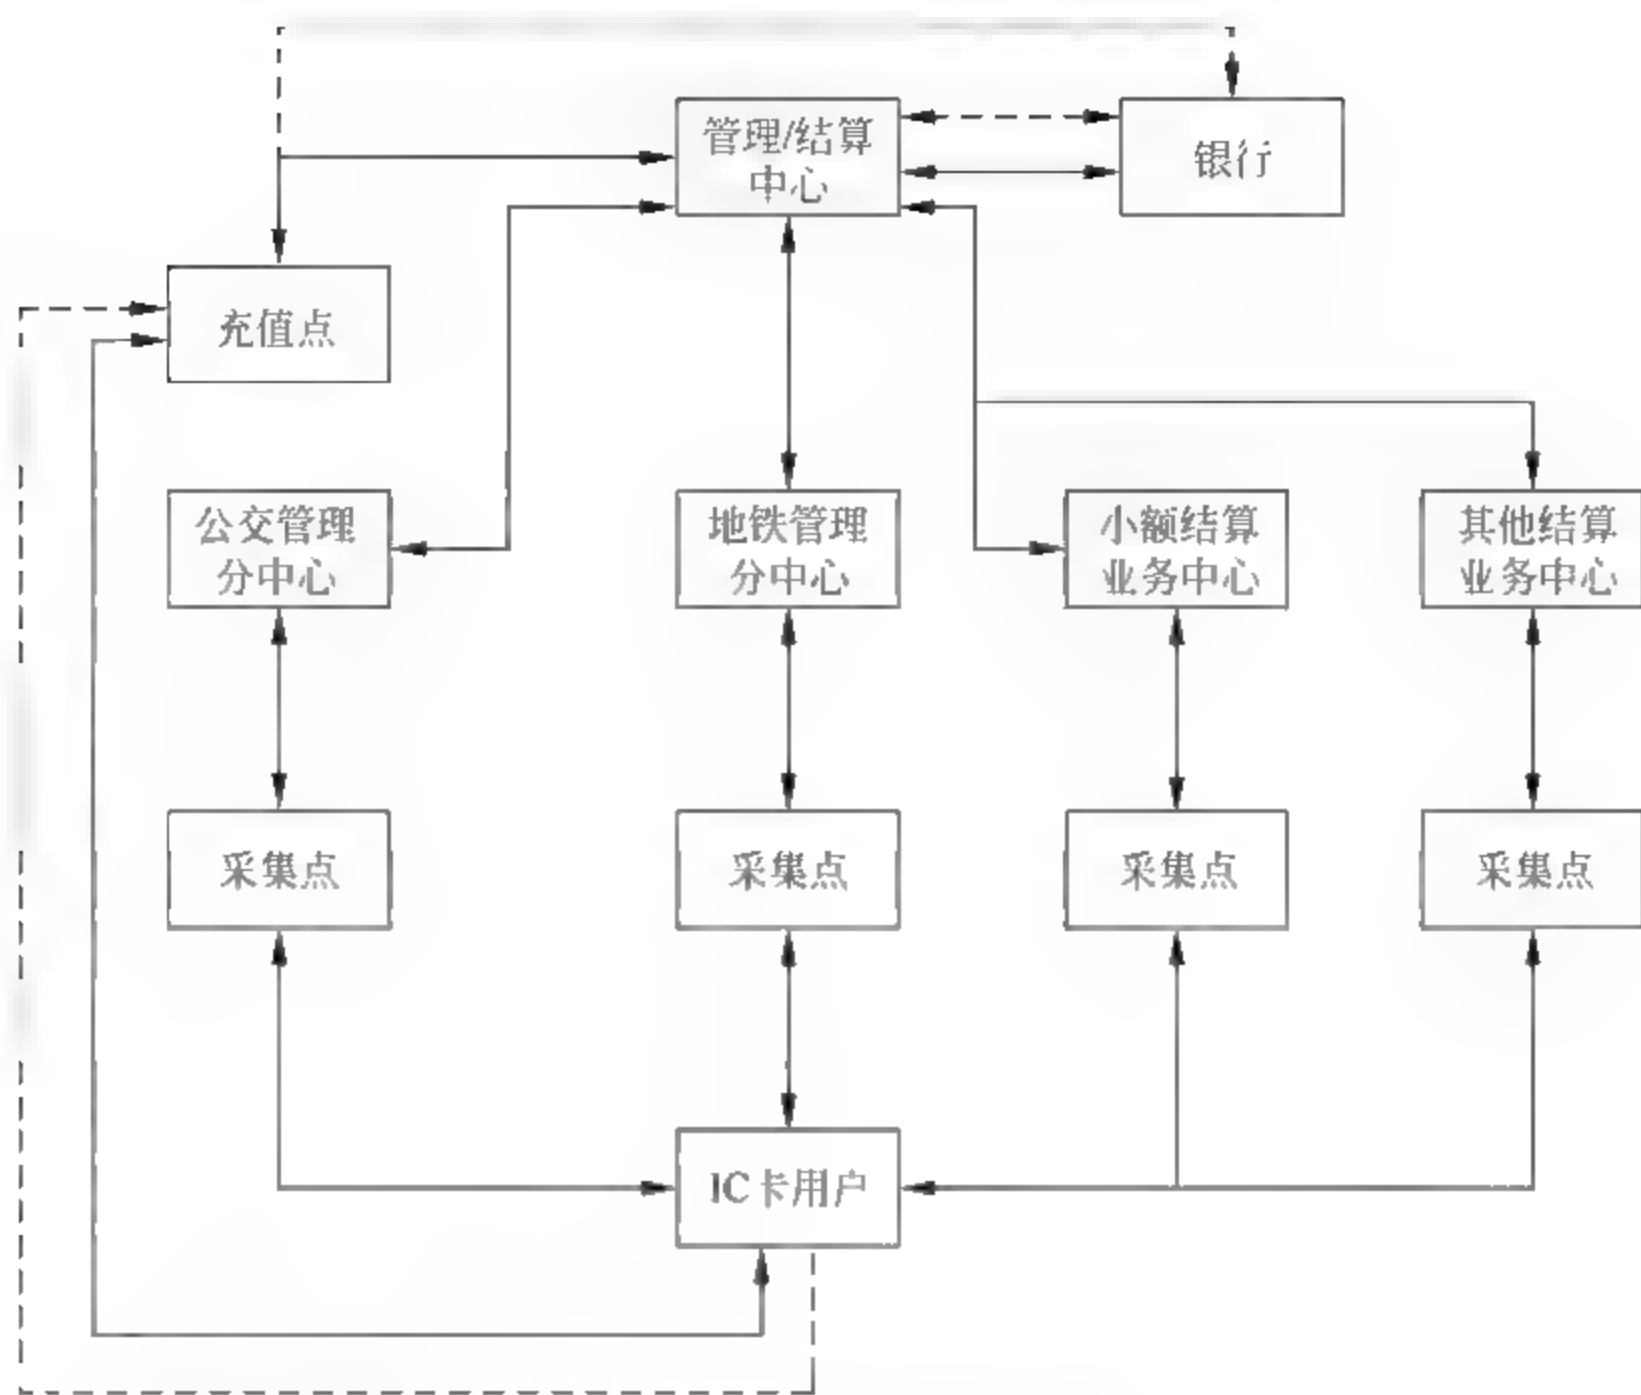 管理/结算
中心
银行
充值点
公交管理
分中心
地铁管理
分中心
小额结算
业务中心
其他结算
业务中心
采集点
采集点
采集点
采集点
IC卡用户